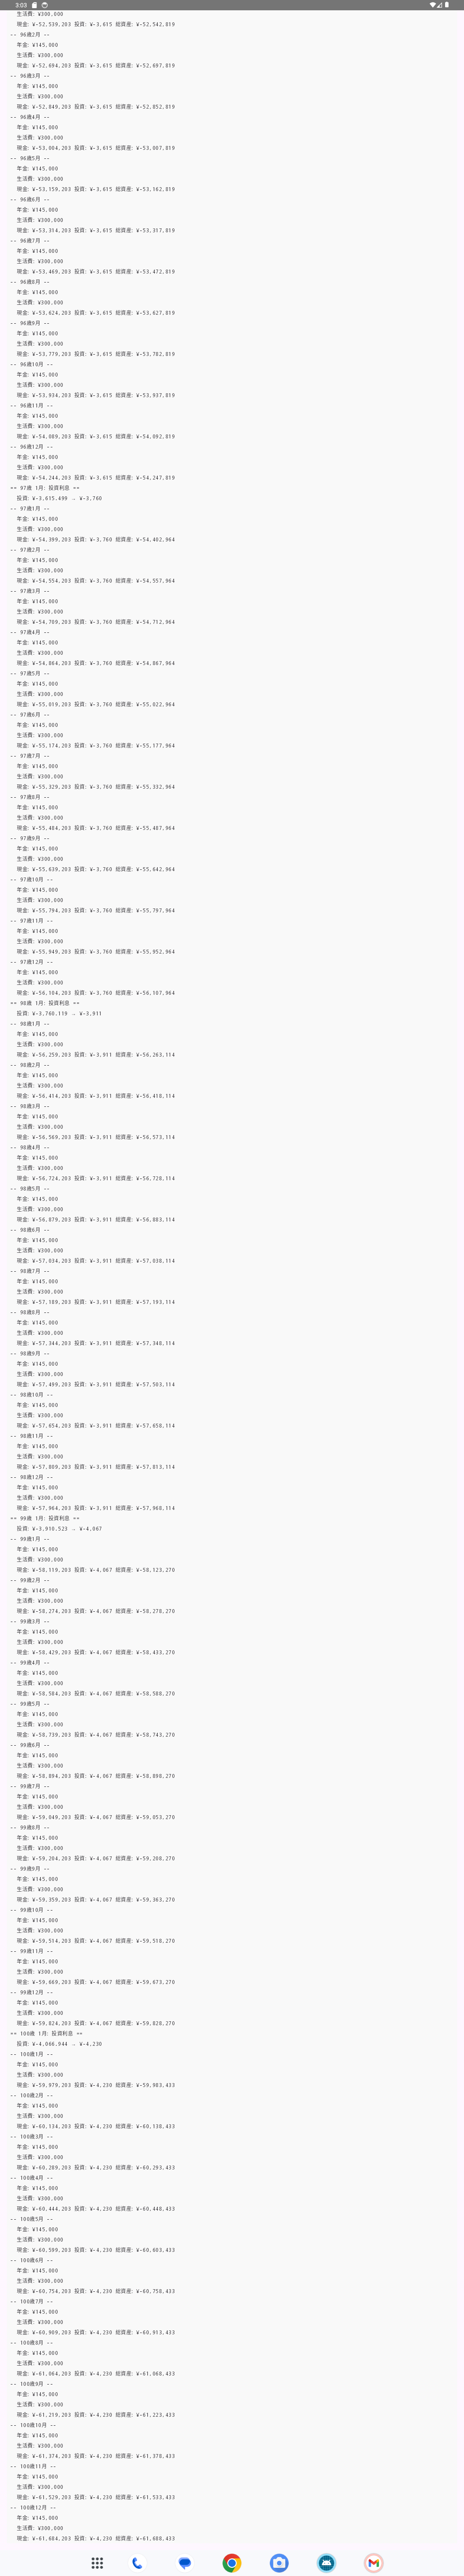 3:03
生活費: ¥300,000
現金: ¥-52,539,203 投資: ¥-3,615 総資産: ¥-52,542,819
-- 96歳2月 --
年金: ¥145,000
生活費: ¥300,000
現金: ¥-52,694,203 投資: ¥-3,615 総資産: ¥-52,697,819
-- 96歳3月 --
年金: ¥145,000
生活費: ¥300,000
現金: ¥-52,849,203 投資: ¥-3,615 総資産: ¥-52,852,819
-- 96歳4月 --
年金: ¥145,000
生活費: ¥300,000
現金: ¥-53,004,203 投資: ¥-3,615 総資産: ¥-53,007,819
-- 96歳5月 --
年金: ¥145,000
生活費: ¥300,000
現金: ¥-53,159,203 投資: ¥-3,615 総資産: ¥-53,162,819
-- 96歳6月 --
年金: ¥145,000
生活費: ¥300,000
現金: ¥-53,314,203 投資: ¥-3,615 総資産: ¥-53,317,819
-- 96歳7月 --
年金: ¥145,000
生活費: ¥300,000
現金: ¥-53,469,203 投資: ¥-3,615 総資産: ¥-53,472,819
-- 96歳8月 --
年金: ¥145,000
生活費: ¥300,000
現金: ¥-53,624,203 投資: ¥-3,615 総資産: ¥-53,627,819
-- 96歳9月 --
年金: ¥145,000
生活費: ¥300,000
現金: ¥-53,779,203 投資: ¥-3,615 総資産: ¥-53,782,819
-- 96歳10月 --
年金: ¥145,000
生活費: ¥300,000
現金: ¥-53,934,203 投資: ¥-3,615 総資産: ¥-53,937,819
-- 96歳11月 --
年金: ¥145,000
生活費: ¥300,000
現金: ¥-54,089,203 投資: ¥-3,615 総資産: ¥-54,092,819
-- 96歳12月 --
年金: ¥145,000
生活費: ¥300,000
現金: ¥-54,244,203 投資: ¥-3,615 総資産: ¥-54,247,819
== 97歳 1月: 投資利息 ==
投資: ¥-3,615.499 → ¥-3,760
-- 97歳1月 --
年金: ¥145,000
生活費: ¥300,000
現金: ¥-54,399,203 投資: ¥-3,760 総資産: ¥-54,402,964
-- 97歳2月 --
年金: ¥145,000
生活費: ¥300,000
現金: ¥-54,554,203 投資: ¥-3,760 総資産: ¥-54,557,964
-- 97歳3月 --
年金: ¥145,000
生活費: ¥300,000
現金: ¥-54,709,203 投資: ¥-3,760 総資産: ¥-54,712,964
-- 97歳4月 --
年金: ¥145,000
生活費: ¥300,000
現金: ¥-54,864,203 投資: ¥-3,760 総資産: ¥-54,867,964
-- 97歳5月 --
年金: ¥145,000
生活費: ¥300,000
現金: ¥-55,019,203 投資: ¥-3,760 総資産: ¥-55,022,964
-- 97歳6月 --
年金: ¥145,000
生活費: ¥300,000
現金: ¥-55,174,203 投資: ¥-3,760 総資産: ¥-55,177,964
-- 97歳7月 --
年金: ¥145,000
生活費: ¥300,000
現金: ¥-55,329,203 投資: ¥-3,760 総資産: ¥-55,332,964
-- 97歳8月 --
年金: ¥145,000
生活費: ¥300,000
現金: ¥-55,484,203 投資: ¥-3,760 総資産: ¥-55,487,964
-- 97歳9月 --
年金: ¥145,000
生活費: ¥300,000
現金: ¥-55,639,203 投資: ¥-3,760 総資産: ¥-55,642,964
-- 97歳10月 --
年金: ¥145,000
生活費: ¥300,000
現金: ¥-55,794,203 投資: ¥-3,760 総資産: ¥-55,797,964
-- 97歳11月 --
年金: ¥145,000
生活費: ¥300,000
現金: ¥-55,949,203 投資: ¥-3,760 総資産: ¥-55,952,964
-- 97歳12月 --
年金: ¥145,000
生活費: ¥300,000
現金: ¥-56,104,203 投資: ¥-3,760 総資産: ¥-56,107,964
== 98歳 1月: 投資利息 ==
投資: ¥-3,760.119 → ¥-3,911
-- 98歳1月 --
年金: ¥145,000
生活費: ¥300,000
現金: ¥-56,259,203 投資: ¥-3,911 総資産: ¥-56,263,114
-- 98歳2月 --
年金: ¥145,000
生活費: ¥300,000
現金: ¥-56,414,203 投資: ¥-3,911 総資産: ¥-56,418,114
-- 98歳3月 --
年金: ¥145,000
生活費: ¥300,000
現金: ¥-56,569,203 投資: ¥-3,911 総資産: ¥-56,573,114
-- 98歳4月 --
年金: ¥145,000
生活費: ¥300,000
現金: ¥-56,724,203 投資: ¥-3,911 総資産: ¥-56,728,114
-- 98歳5月 --
年金: ¥145,000
生活費: ¥300,000
現金: ¥-56,879,203 投資: ¥-3,911 総資産: ¥-56,883,114
-- 98歳6月 --
年金: ¥145,000
生活費: ¥300,000
現金: ¥-57,034,203 投資: ¥-3,911 総資産: ¥-57,038,114
-- 98歳7月 --
年金: ¥145,000
生活費: ¥300,000
現金: ¥-57,189,203 投資: ¥-3,911 総資産: ¥-57,193,114
-- 98歳8月 --
年金: ¥145,000
生活費: ¥300,000
現金: ¥-57,344,203 投資: ¥-3,911 総資産: ¥-57,348,114
-- 98歳9月 --
年金: ¥145,000
生活費: ¥300,000
現金: ¥-57,499,203 投資: ¥-3,911 総資産: ¥-57,503,114
-- 98歳10月 --
年金: ¥145,000
生活費: ¥300,000
現金: ¥-57,654,203 投資: ¥-3,911 総資産: ¥-57,658,114
-- 98歳11月 --
年金: ¥145,000
生活費: ¥300,000
現金: ¥-57,809,203 投資: ¥-3,911 総資産: ¥-57,813,114
-- 98歳12月 --
年金: ¥145,000
生活費: ¥300,000
現金: ¥-57,964,203 投資: ¥-3,911 総資産: ¥-57,968,114
== 99歳 1月: 投資利息 ==
投資: ¥-3,910.523 → ¥-4,067
-- 99歳1月 --
年金: ¥145,000
生活費: ¥300,000
現金: ¥-58,119,203 投資: ¥-4,067 総資産: ¥-58,123,270
-- 99歳2月 --
年金: ¥145,000
生活費: ¥300,000
現金: ¥-58,274,203 投資: ¥-4,067 総資産: ¥-58,278,270
-- 99歳3月 --
年金: ¥145,000
生活費: ¥300,000
現金: ¥-58,429,203 投資: ¥-4,067 総資産: ¥-58,433,270
-- 99歳4月 --
年金: ¥145,000
生活費: ¥300,000
現金: ¥-58,584,203 投資: ¥-4,067 総資産: ¥-58,588,270
-- 99歳5月 --
年金: ¥145,000
生活費: ¥300,000
現金: ¥-58,739,203 投資: ¥-4,067 総資産: ¥-58,743,270
-- 99歳6月 --
年金: ¥145,000
生活費: ¥300,000
現金: ¥-58,894,203 投資: ¥-4,067 総資産: ¥-58,898,270
-- 99歳7月 --
年金: ¥145,000
生活費: ¥300,000
現金: ¥-59,049,203 投資: ¥-4,067 総資産: ¥-59,053,270
-- 99歳8月 --
年金: ¥145,000
生活費: ¥300,000
現金: ¥-59,204,203 投資: ¥-4,067 総資産: ¥-59,208,270
-- 99歳9月 --
年金: ¥145,000
生活費: ¥300,000
現金: ¥-59,359,203 投資: ¥-4,067 総資産: ¥-59,363,270
-- 99歳10月 --
年金: ¥145,000
生活費: ¥300,000
現金: ¥-59,514,203 投資: ¥-4,067 総資産: ¥-59,518,270
-- 99歳11月 --
年金: ¥145,000
生活費: ¥300,000
現金: ¥-59,669,203 投資: ¥-4,067 総資産: ¥-59,673,270
-- 99歳12月 --
年金: ¥145,000
生活費: ¥300,000
現金: ¥-59,824,203 投資: ¥-4,067 総資産: ¥-59,828,270
== 100歳 1月: 投資利息 ==
投資: ¥-4,066.944 → ¥-4,230
-- 100歳1月 --
年金: ¥145,000
生活費: ¥300,000
現金: ¥-59,979,203 投資: ¥-4,230 総資産: ¥-59,983,433
-- 100歳2月 --
年金: ¥145,000
生活費: ¥300,000
現金: ¥-60,134,203 投資: ¥-4,230 総資産: ¥-60,138,433
-- 100歳3月 --
年金: ¥145,000
生活費: ¥300,000
現金: ¥-60,289,203 投資: ¥-4,230 総資産: ¥-60,293,433
-- 100歳4月 --
年金: ¥145,000
生活費: ¥300,000
現金: ¥-60,444,203 投資: ¥-4,230 総資産: ¥-60,448,433
-- 100歳5月 --
年金: ¥145,000
生活費: ¥300,000
現金: ¥-60,599,203 投資: ¥-4,230 総資産: ¥-60,603,433
-- 100歳6月 --
年金: ¥145,000
生活費: ¥300,000
現金: ¥-60,754,203 投資: ¥-4,230 総資産: ¥-60,758,433
-- 100歳7月 --
年金: ¥145,000
生活費: ¥300,000
現金: ¥-60,909,203 投資: ¥-4,230 総資産: ¥-60,913,433
-- 100歳8月 --
年金: ¥145,000
生活費: ¥300,000
現金: ¥-61,064,203 投資: ¥-4,230 総資産: ¥-61,068,433
-- 100歳9月 --
年金: ¥145,000
生活費: ¥300,000
現金: ¥-61,219,203 投資: ¥-4,230 総資産: ¥-61,223,433
-- 100歳10月 --
年金: ¥145,000
生活費: ¥300,000
現金: ¥-61,374,203 投資: ¥-4,230 総資産: ¥-61,378,433
-- 100歳11月 --
年金: ¥145,000
生活費: ¥300,000
現金: ¥-61,529,203 投資: ¥-4,230 総資産: ¥-61,533,433
-- 100歳12月 --
年金: ¥145,000
生活費: ¥300,000
現金: ¥-61,684,203 投資: ¥-4,230 総資産: ¥-61,688,433